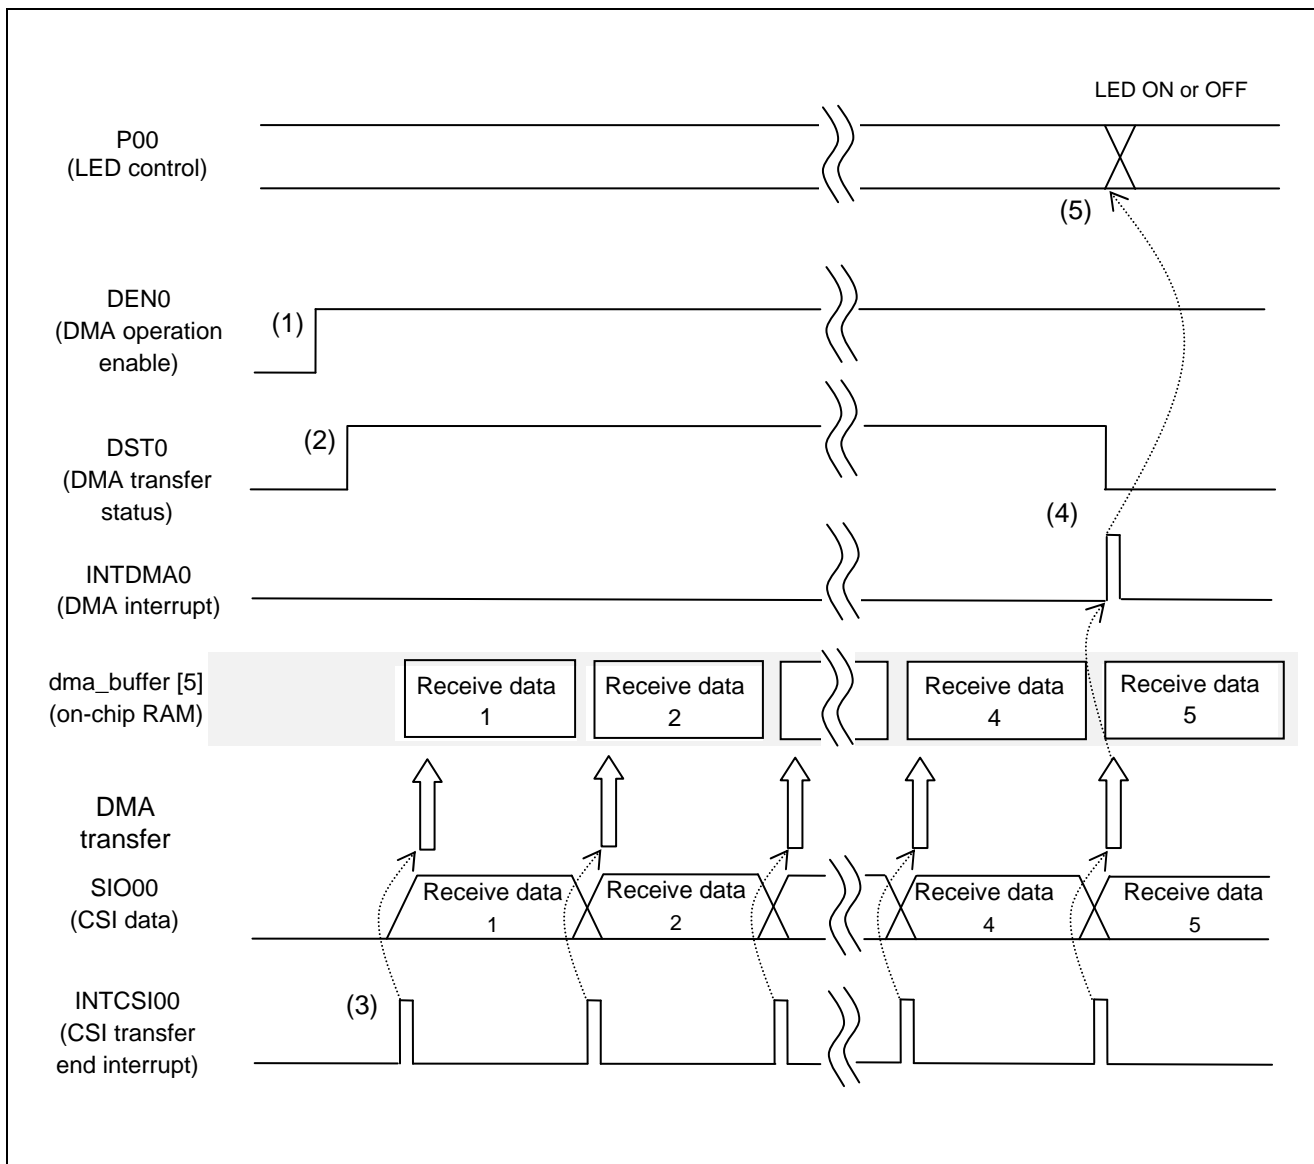 LED ON or OFF
P00
(LED control)
(5)
DEN0
(DMA operation
enable)
(1)
DST0
(DMA transfer
status)
(2)
(4)
INTDMA0
(DMA interrupt)
dma_buffer [5]
(on-chip RAM)
Receive data
1
Receive data
2
Receive data
4
Receive data
5
DMA
transfer
SIO00
(CSI data)
Receive data
1
Receive data
2
Receive data
4
Receive data
5
INTCSI00
(CSI transfer
end interrupt)
(3)